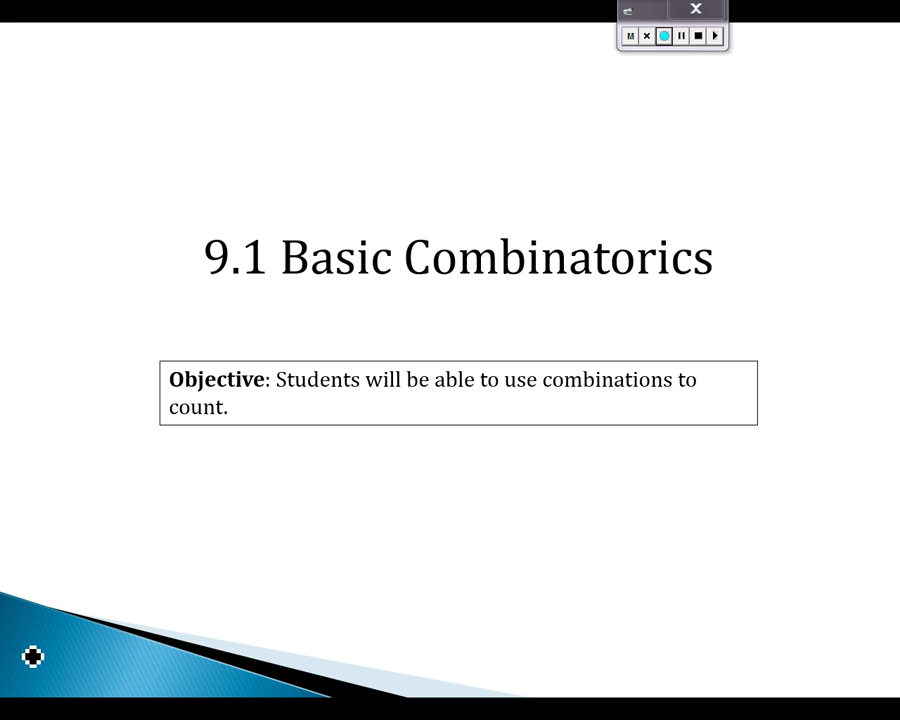 M
9.1 Basic Combinatorics
Objective: Students will be able to use combinations to
count.